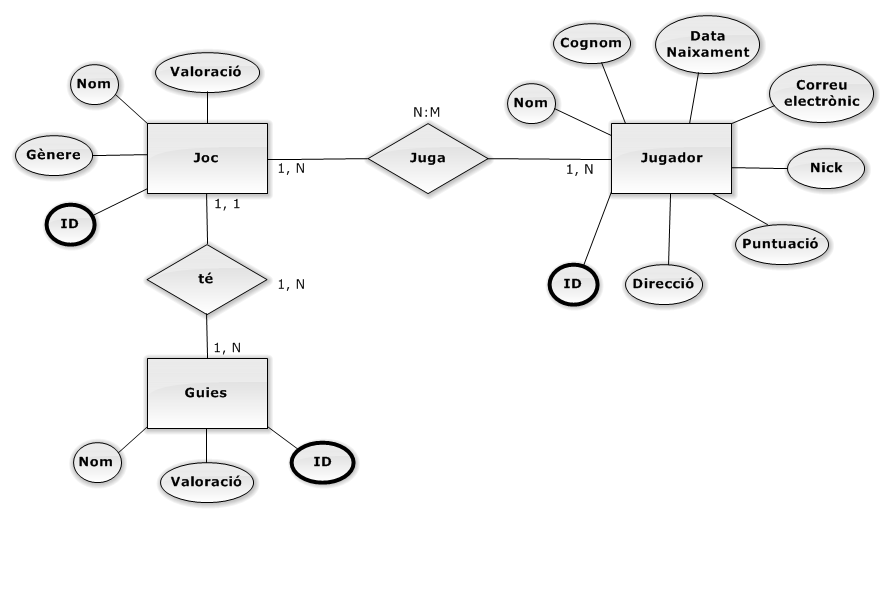 Cognom
Data
Naixament
Valoració
Nom
Correu
electrònic
Nom
N:M
Gènere
Joc
Juga
Jugador
1, N
1, N
Nick
1, 1
ID
Puntuació
té
1, N
ID
Direcció
1, N
Guies
Nom
Valoració
ID